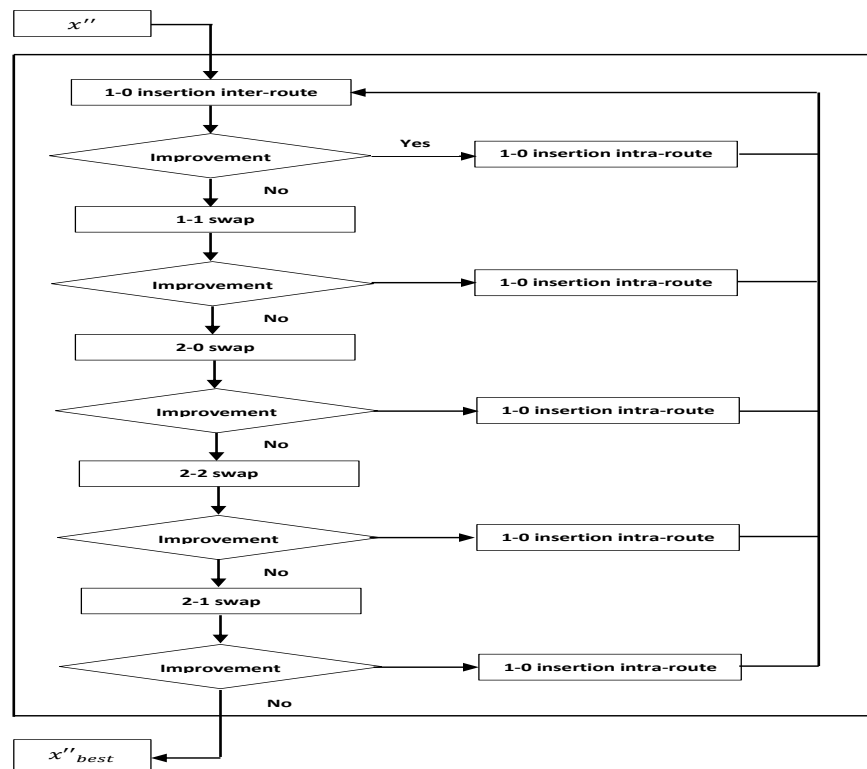 x''
1-0 insertion inter-route
Improvement
Yes
1-0 insertion intra-route
No
1-1 swap
Improvement
1-0 insertion intra-route
No
2-0 swap
Improvement
1-0 insertion intra-route
No
2-2 swap
Improvement
1-0 insertion intra-route
No
2-1 swap
Improvement
1-0 insertion intra-route
No
x''best